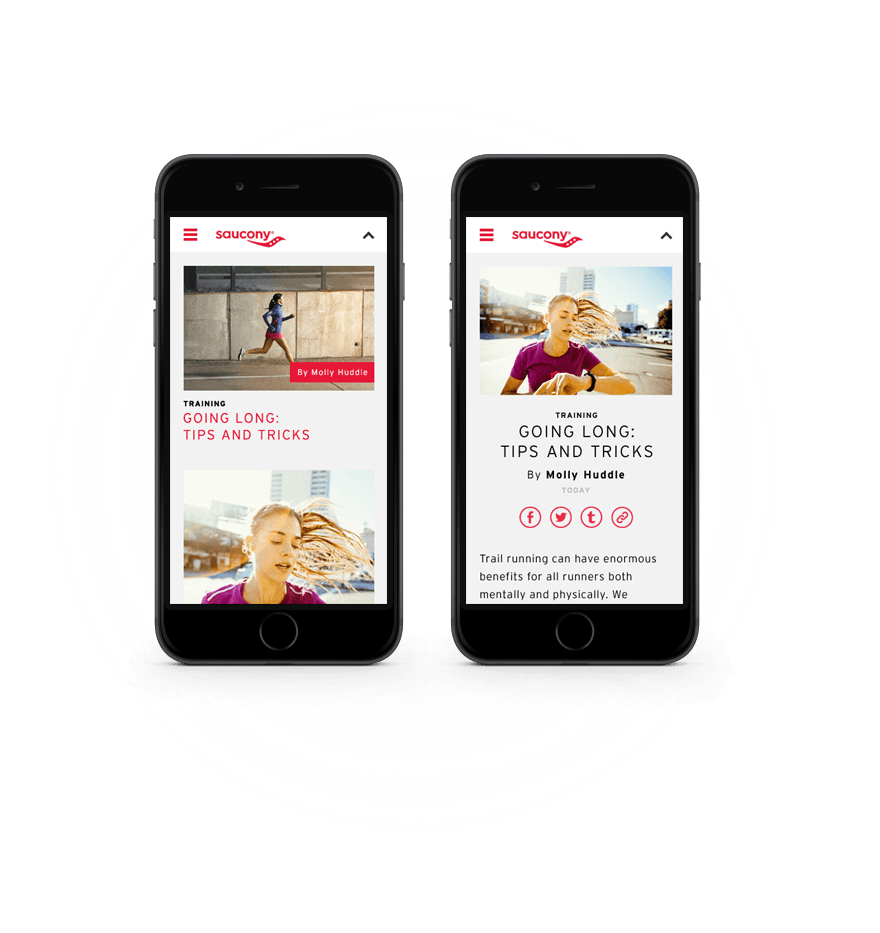 saucony®
By Molly Huddle
TRAINING
GOING LONG:
TIPS AND TRICKS
saucony®
TRAINING
GOING LONG:
TIPS AND TRICKS
By Molly Huddle
TODAY
f
t
Trail running can have enormous
benefits for all runners both
mentally and physically. We